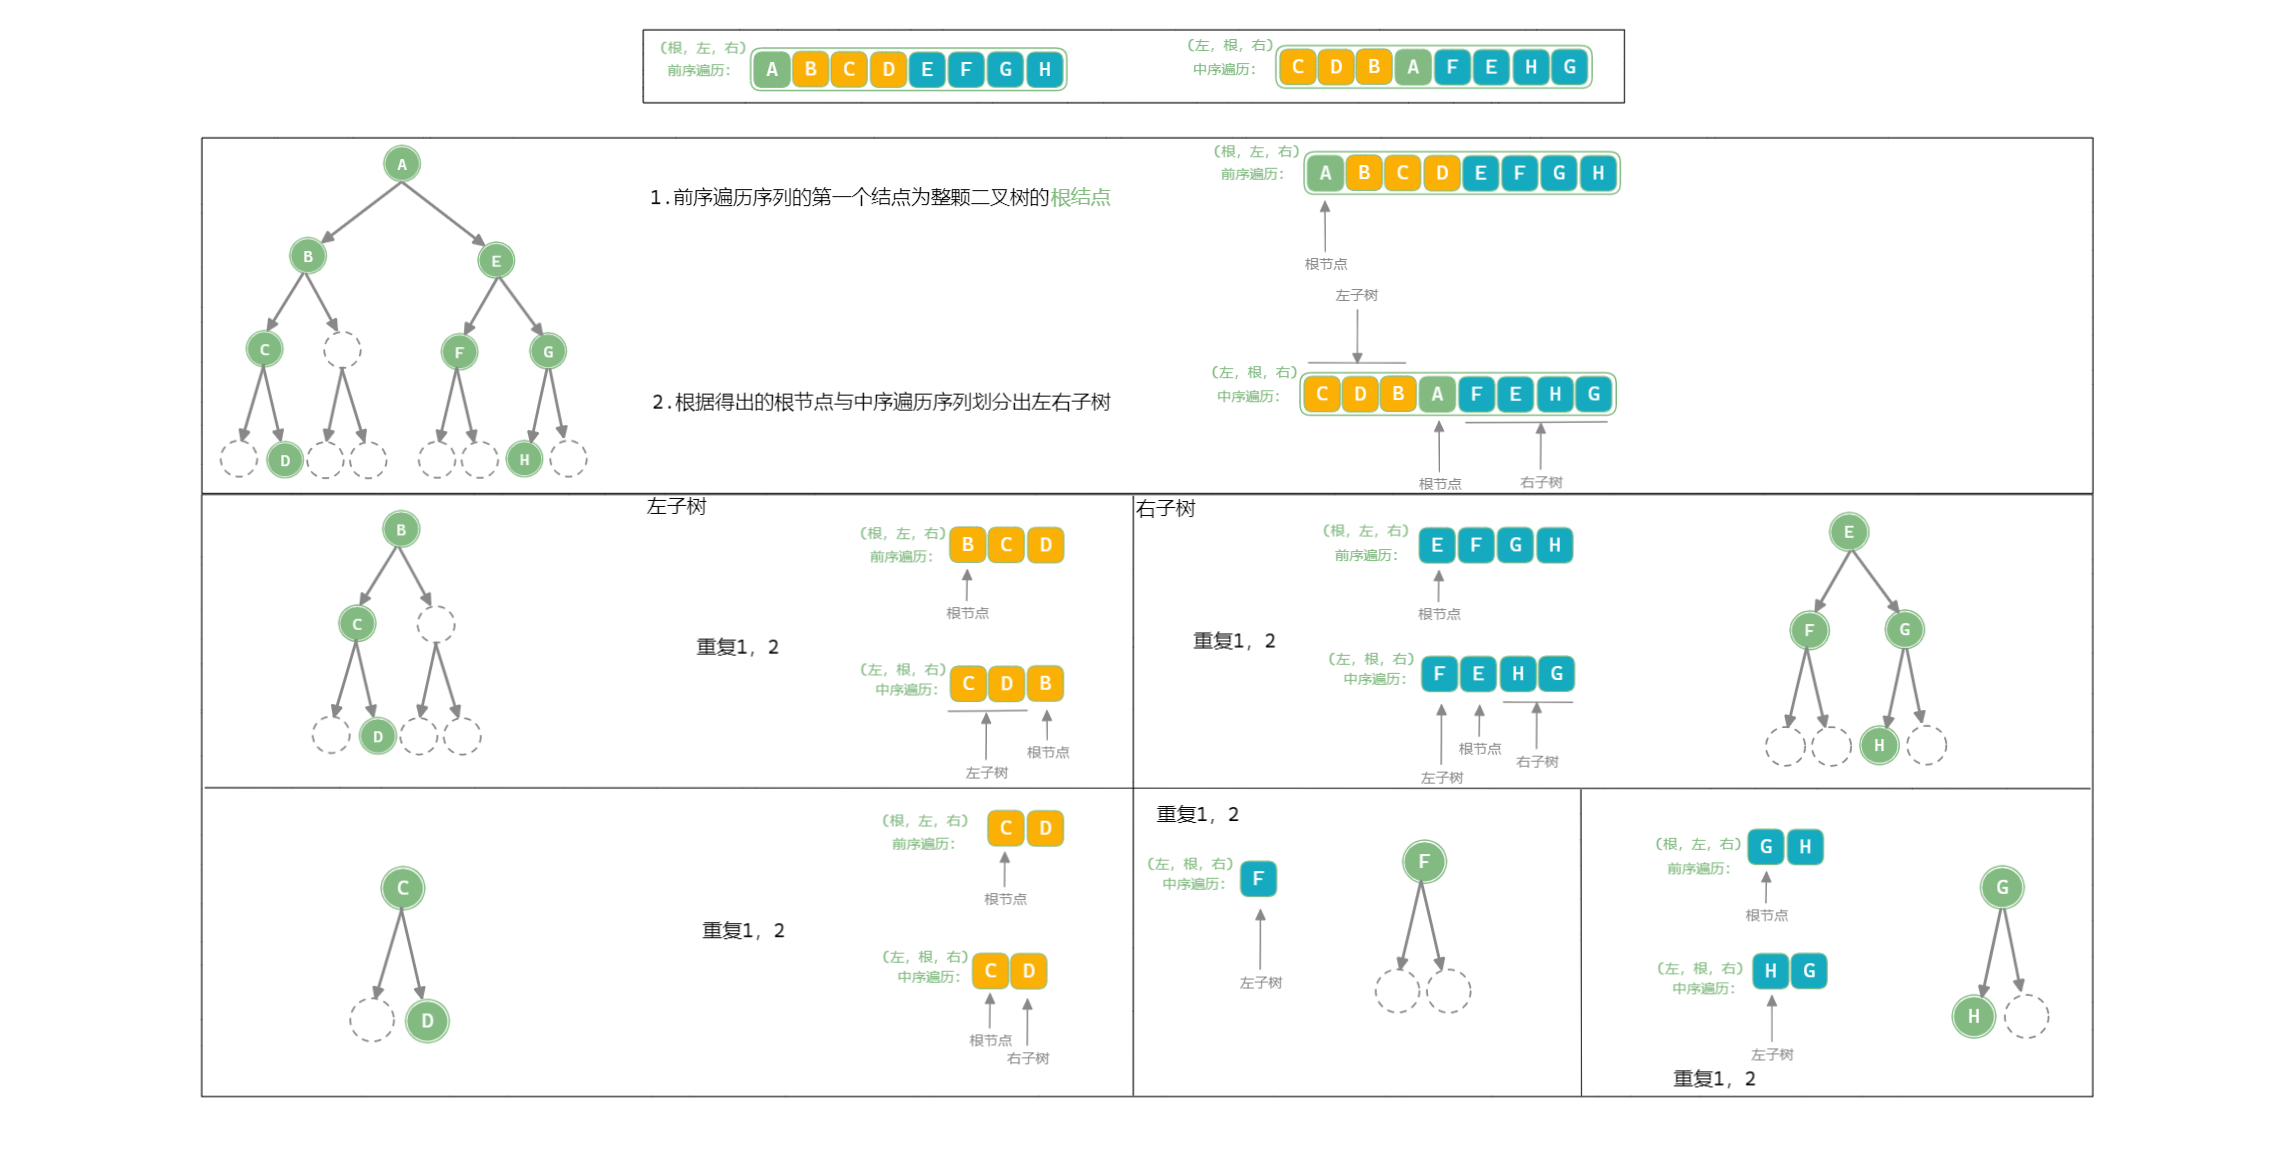 (根, 左, 右)
前序遍历:
A B C D E F G H
(左, 根, 右)
中序遍历:
C D B A F E H G
A
B
E
C
F
G
D
H
1.前序遍历序列的第一个结点为整颗二叉树的根结点
(根, 左, 右)
前序遍历:
A B C D E F G H
根节点
左子树
2.根据得出的根节点与中序遍历序列划分出左右子树
(左, 根, 右)
中序遍历:
C D B A F E H G
根节点
右子树
左子树
B
C
D
重复1, 2
(根, 左, 右)
前序遍历:
B C D
根节点
(左, 根, 右)
中序遍历:
C D B
根节点
左子树
右子树
重复1, 2
(根, 左, 右)
前序遍历:
E F G H
根节点
(左, 根, 右)
中序遍历:
F E H G
左子树
根节点
右子树
E
F
G
H
C
D
重复1, 2
(根, 左, 右)
前序遍历:
C D
根节点
(左, 根, 右)
中序遍历:
C D
根节点
右子树
重复1, 2
(左, 根, 右)
中序遍历:
F
左子树
F
(根, 左, 右)
前序遍历:
G H
根节点
(左, 根, 右)
中序遍历:
H G
左子树
重复1, 2
G
H